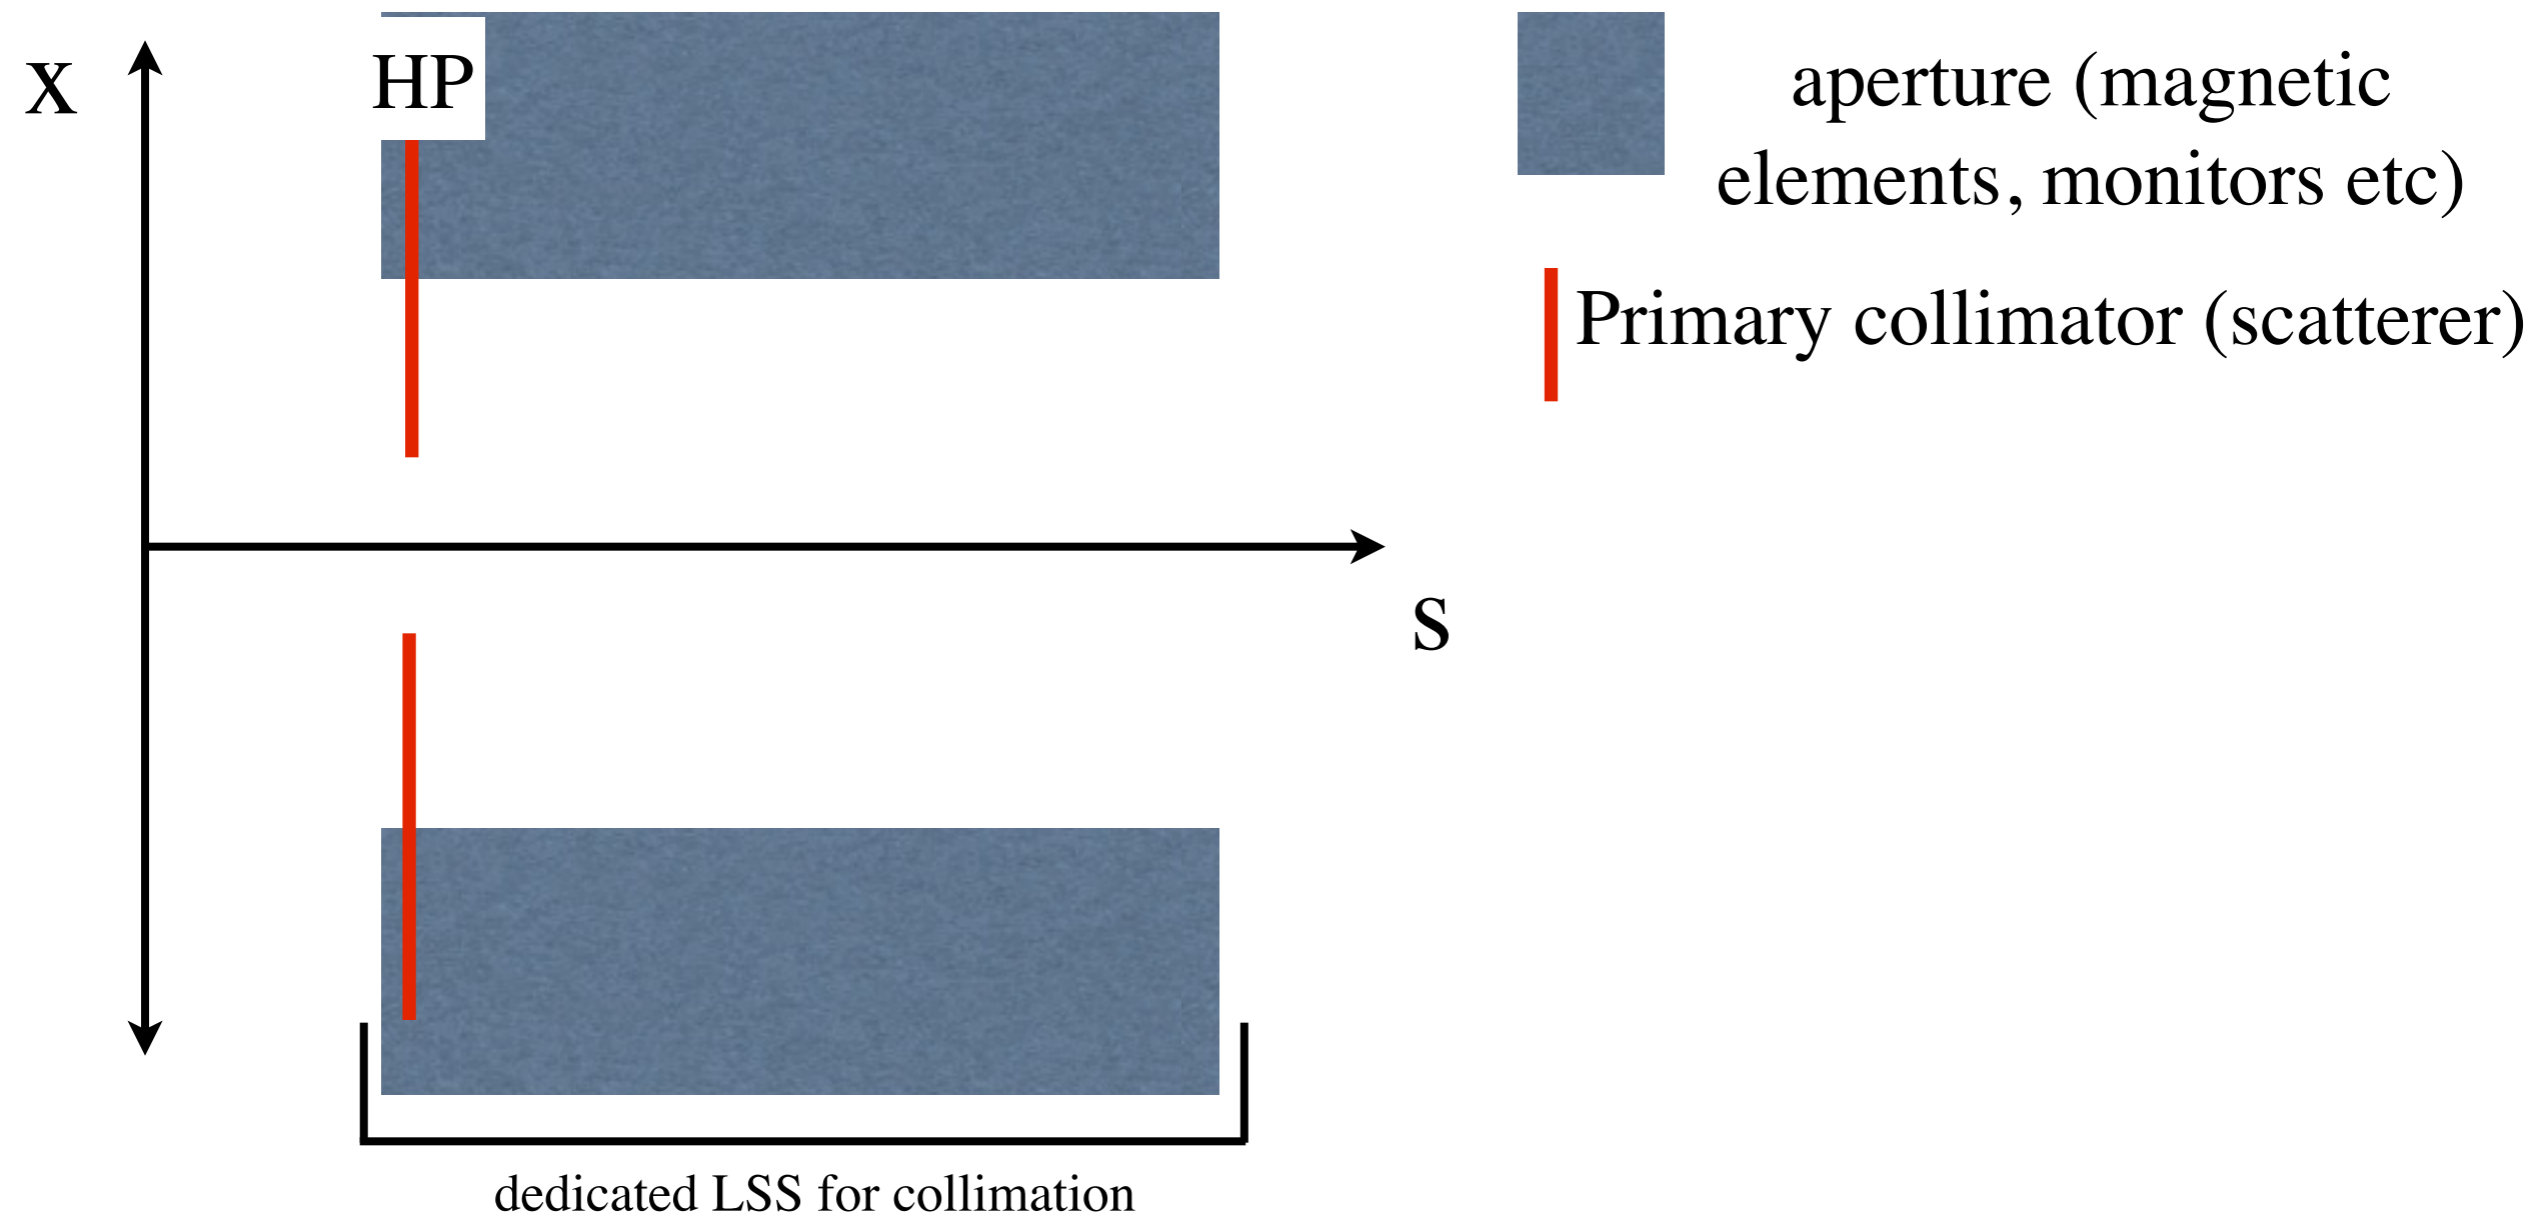 x
HP
aperture (magnetic
elements, monitors etc)
Primary collimator (scatterer)
s
dedicated LSS for collimation